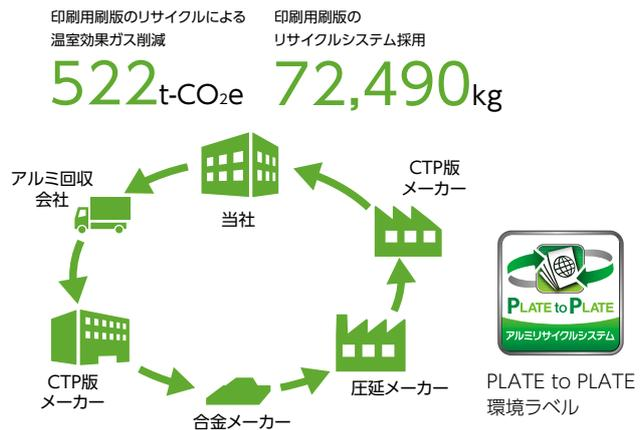 印刷用刷版のリサイクルによる
温室効果ガス削減
522t-CO₂e
印刷用刷版の
リサイクルシステム採用
72,490kg
当社
アルミ回収
会社
CTP版
メーカー
合金メーカー
圧延メーカー
CTP版
メーカー
PLATE to PLATE
アルミリサイクルシステム
PLATE to PLATE
環境ラベル